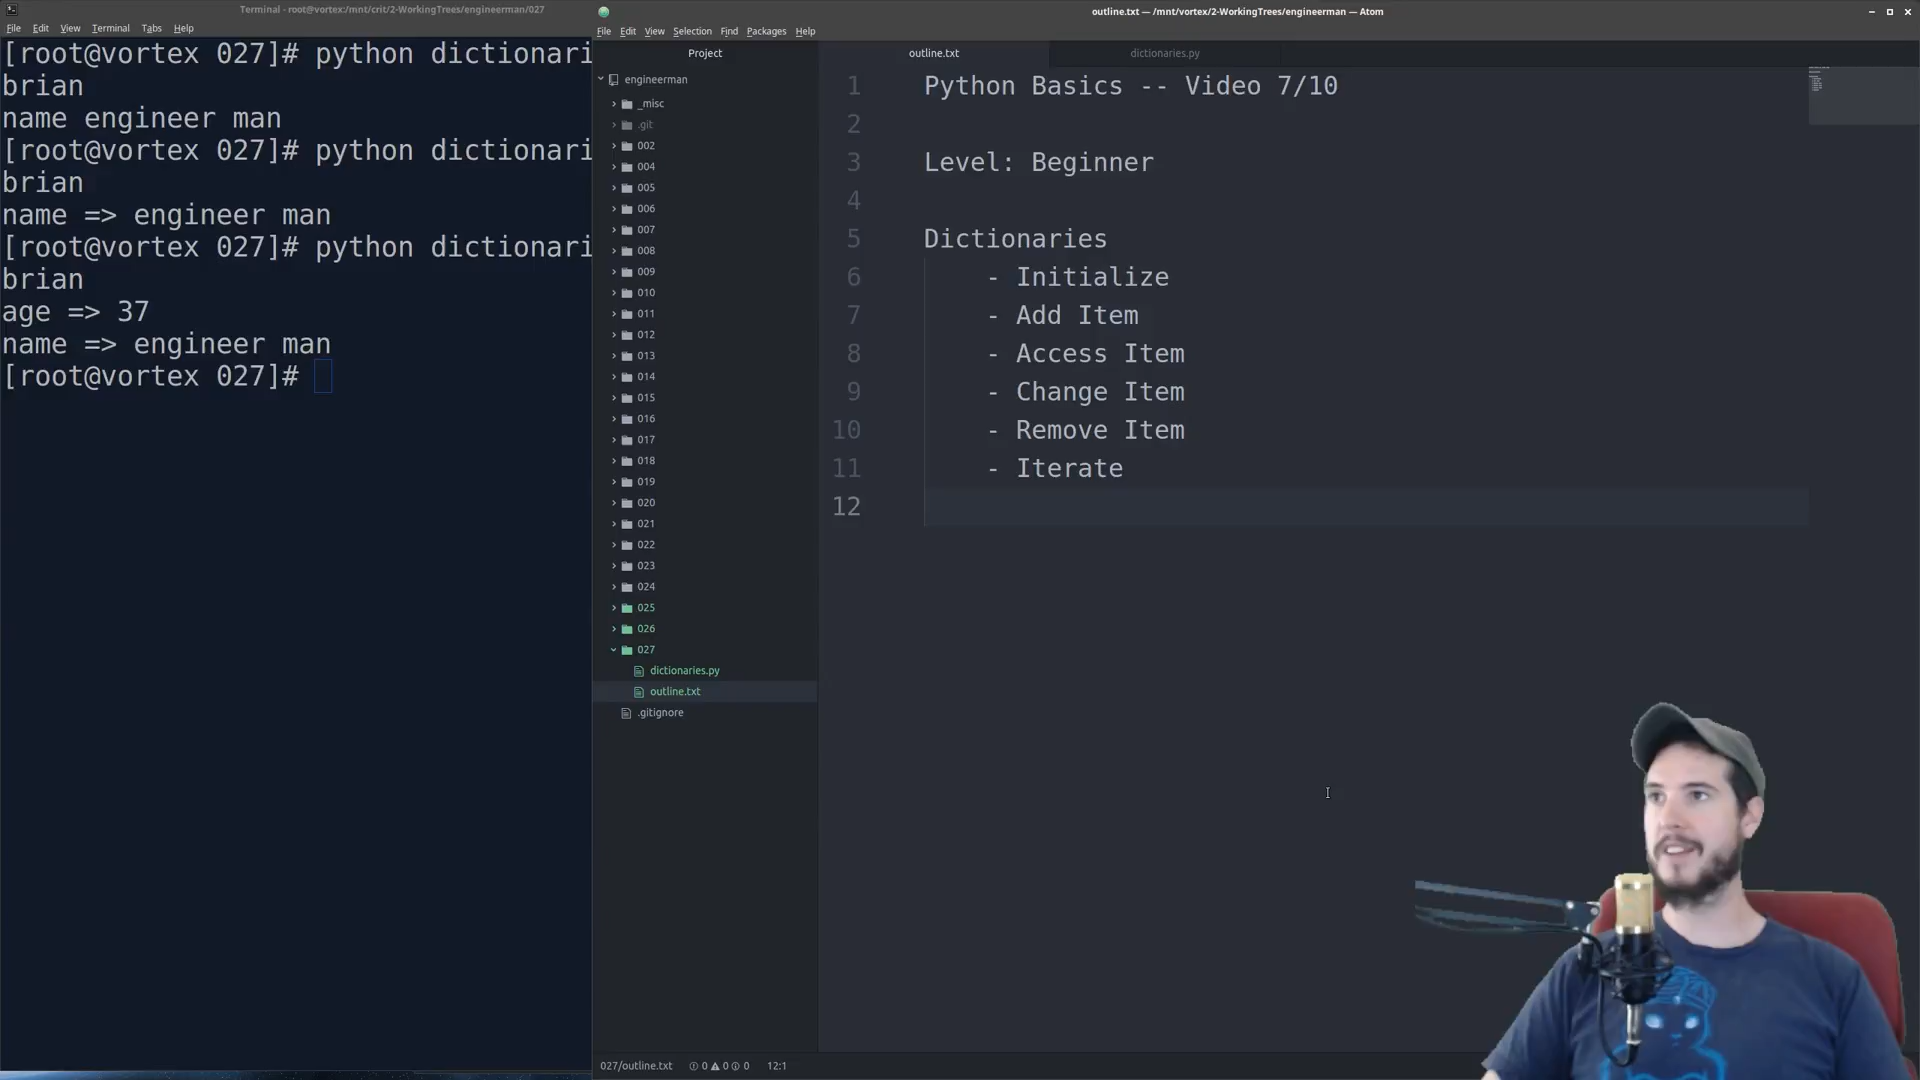 Terminal - root@vortex:/mnt/crit/2-WorkingTrees/engineerman/027
File Edit View Terminal Tabs Help
[root@vortex 027]# python dictionari
brian
name engineer man
[root@vortex 027]# python dictionari
brian
name => engineer man
[root@vortex 027]# python dictionari
brian
age => 37
name => engineer man
[root@vortex 027]#
outline.txt — /mnt/vortex/2-WorkingTrees/engineerman — Atom
File Edit View Selection Find Packages Help
Project
engineerman
_misc
.git
002
004
005
006
007
008
009
010
011
012
013
014
015
016
017
018
019
020
021
022
023
024
025
026
027
dictionaries.py
outline.txt
.gitignore
outline.txt dictionaries.py
1 Python Basics -- Video 7/10
2
3 Level: Beginner
4
5 Dictionaries
6 - Initialize
7 - Add Item
8 - Access Item
9 - Change Item
10 - Remove Item
11 - Iterate
12
027/outline.txt 0 0 0 12:1